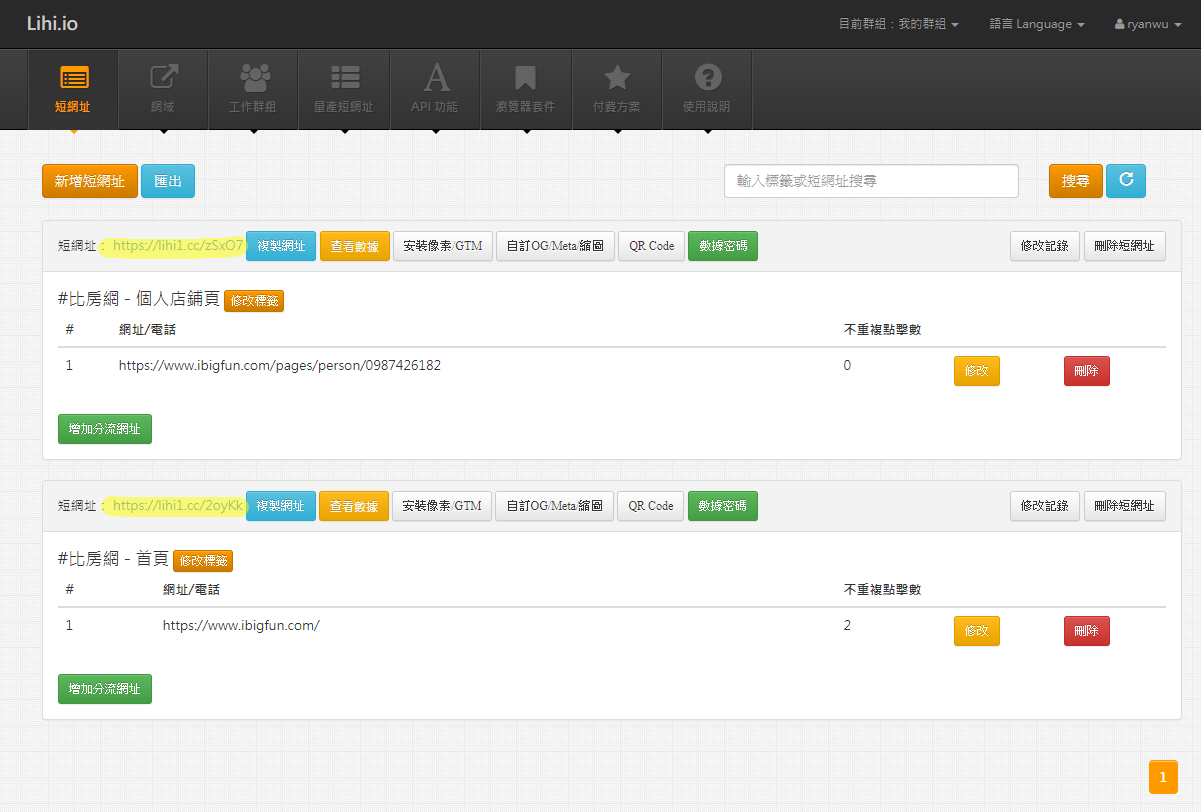 Lihi.io 目前群組：我的群組 語言 Language ryanwu
短網址 網域 工作群組 量產短網址 API 功能 瀏覽器套件 付費方案 使用說明
新增短網址 匯出 輸入標籤或短網址搜尋 搜尋
短網址： https://lihi1.cc/zSxO7 複製網址 查看數據 安裝像素/GTM 自訂OG/Meta/縮圖 QR Code 數據密碼 修改記錄 刪除短網址
#比房網 - 個人店鋪頁 修改標籤
# 網址/電話 不重複點擊數
1 https://www.ibigfun.com/pages/person/0987426182 0 修改 刪除
增加分流網址
短網址： https://lihi1.cc/2oyKk 複製網址 查看數據 安裝像素/GTM 自訂OG/Meta/縮圖 QR Code 數據密碼 修改記錄 刪除短網址
#比房網 - 首頁 修改標籤
# 網址/電話 不重複點擊數
1 https://www.ibigfun.com/ 2 修改 刪除
增加分流網址
1